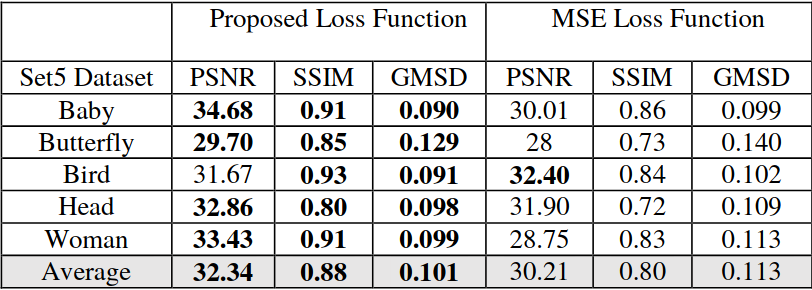 Proposed Loss Function MSE Loss Function
Set5 Dataset PSNR SSIM GMSD PSNR SSIM GMSD
Baby 34.68 0.91 0.090 30.01 0.86 0.099
Butterfly 29.70 0.85 0.129 28 0.73 0.140
Bird 31.67 0.93 0.091 32.40 0.84 0.102
Head 32.86 0.80 0.098 31.90 0.72 0.109
Woman 33.43 0.91 0.099 28.75 0.83 0.113
Average 32.34 0.88 0.101 30.21 0.80 0.113